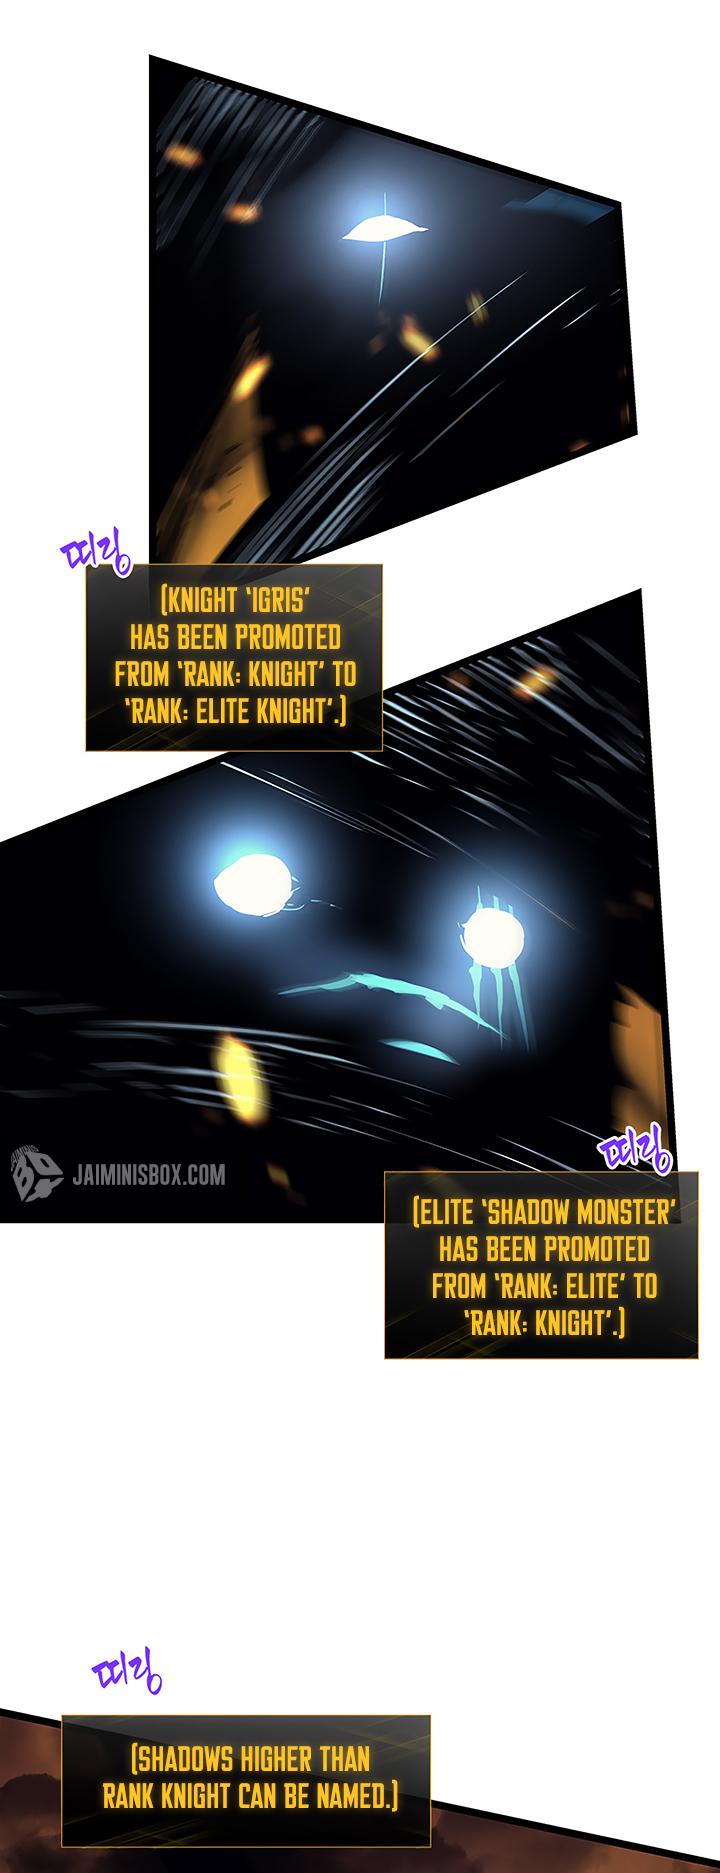 띠링
(KNIGHT 'IGRIS'
HAS BEEN PROMOTED
FROM 'RANK: KNIGHT' TO
'RANK: ELITE KNIGHT'.)
JAIMINIS BOX
JAIMINISBOX.COM
띠링
(ELITE 'SHADOW MONSTER'
HAS BEEN PROMOTED
FROM 'RANK: ELITE' TO
'RANK: KNIGHT'.)
띠링
(SHADOWS HIGHER THAN
RANK KNIGHT CAN BE NAMED.)